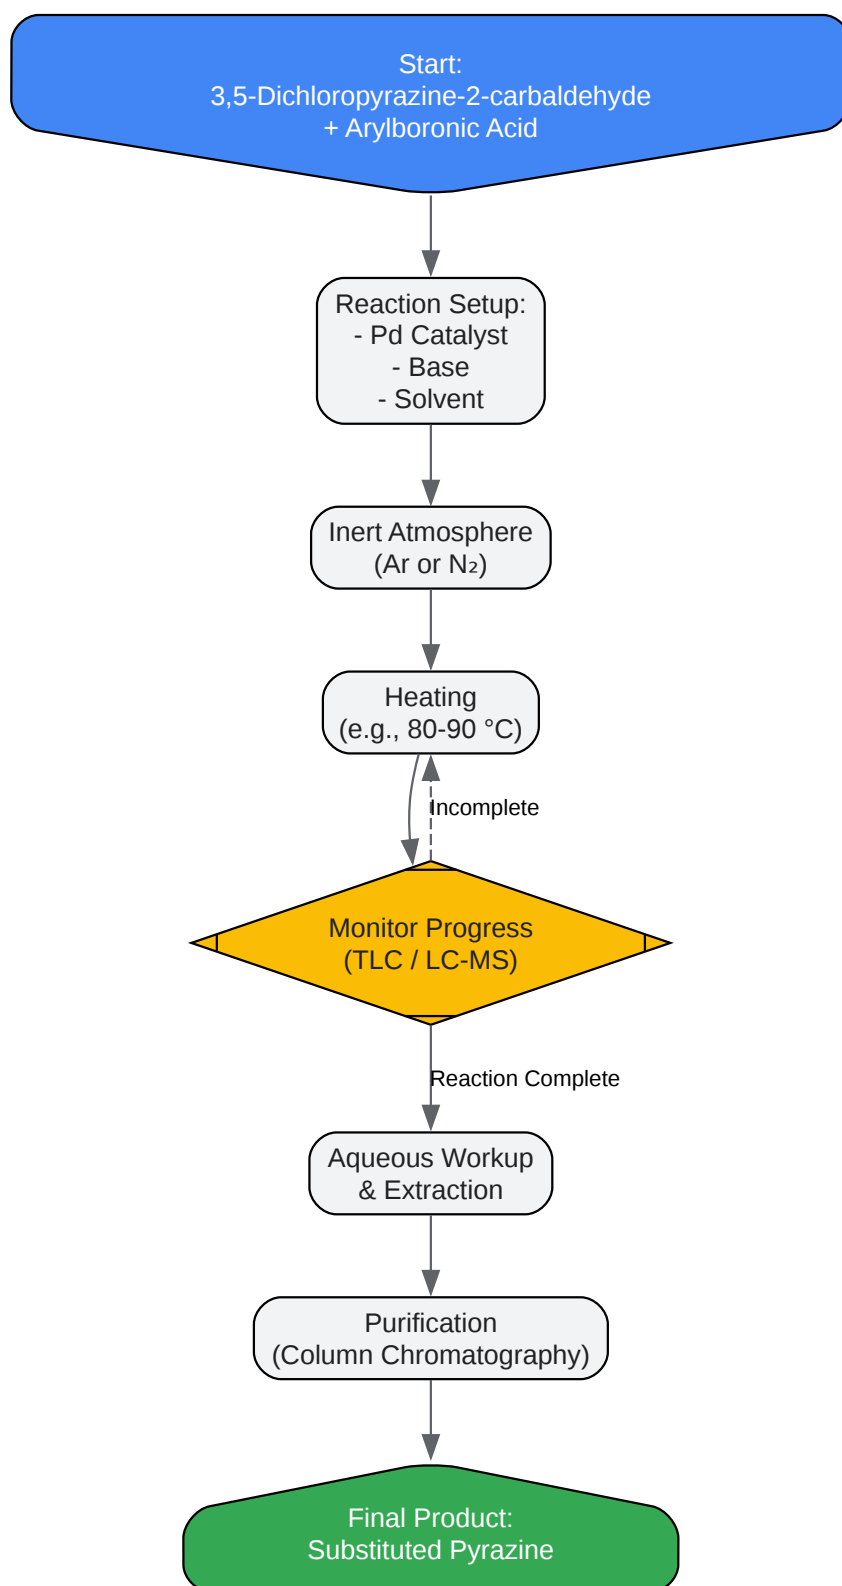 Start:
3,5-Dichloropyrazine-2-carbaldehyde
+ Arylboronic Acid
Reaction Setup:
- Pd Catalyst
- Base
- Solvent
Inert Atmosphere
(Ar or N₂)
Heating
(e.g., 80-90 °C)
Incomplete
Monitor Progress
(TLC / LC-MS)
Reaction Complete
Aqueous Workup
& Extraction
Purification
(Column Chromatography)
Final Product:
Substituted Pyrazine